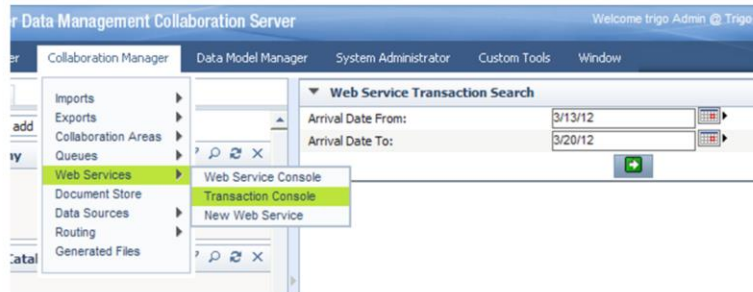 r Data Management Collaboration Server
Welcome trigo Admin @ Trigo
er Collaboration Manager Data Model Manager System Administrator Custom Tools Window
Imports
Exports
Collaboration Areas
Queues
Web Services
Document Store
Data Sources
Routing
Generated Files
add
Web Service Console
Transaction Console
New Web Service
Catal
Web Service Transaction Search
Arrival Date From: 3/13/12
Arrival Date To: 3/20/12